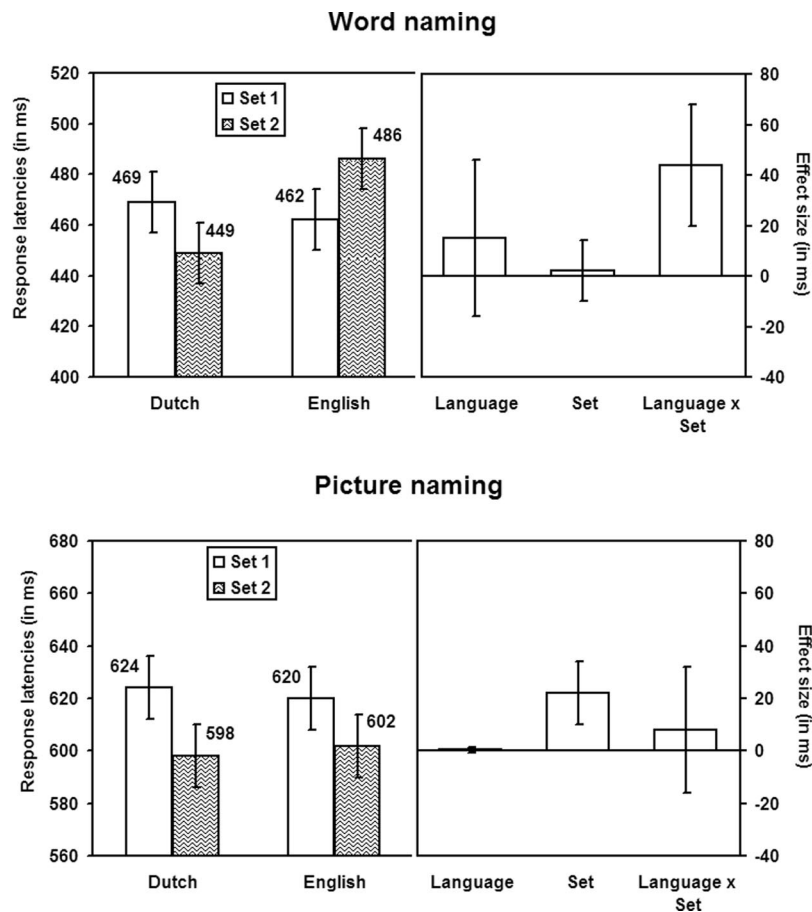 Word naming
Response latencies (in ms)
520
500
480
460
440
420
400
Set 1
Set 2
469
449
462
486
Dutch
English
80
60
40
20
0
-20
-40
Effect size (in ms)
Language
Set
Language x
Set
Picture naming
Response latencies (in ms)
680
660
640
620
600
580
560
Set 1
Set 2
624
598
620
602
Dutch
English
80
60
40
20
0
-20
-40
Effect size (in ms)
Language
Set
Language x
Set